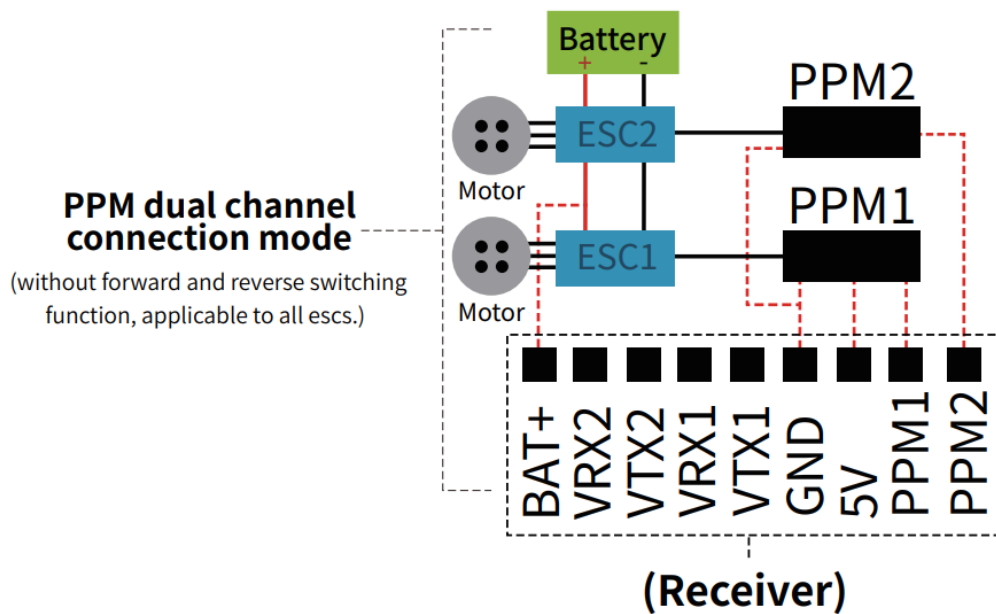 Battery
+ -
PPM2
ESC2
Motor
PPM dual channel
connection mode
(without forward and reverse switching
function, applicable to all escs.)
PPM1
ESC1
Motor
BAT+
VRX2
VTX2
VRX1
VTX1
GND
5V
PPM1
PPM2
(Receiver)